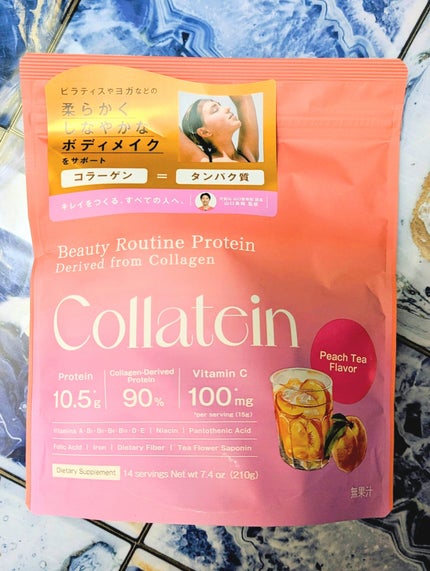 ピラティスやヨガなどの
柔らかく
しなやかな
ボディメイク
をサポート
コラーゲン = タンパク質
キレイをつくる。すべての人へ。
Beauty Routine Protein
Derived from Collagen
Collatein
Peach Tea
Flavor
Protein
10.5*g
Collagen-Derived
Protein
90%
Vitamin C
100*mg
*per serving (15g)
Niacin | Pantothenic Acid
Folic Acid | Iron | Dietary Fiber | Tea Flower Saponin
Dietary Supplement 14 servings Net wt 7.4 oz (210g)
無果汁